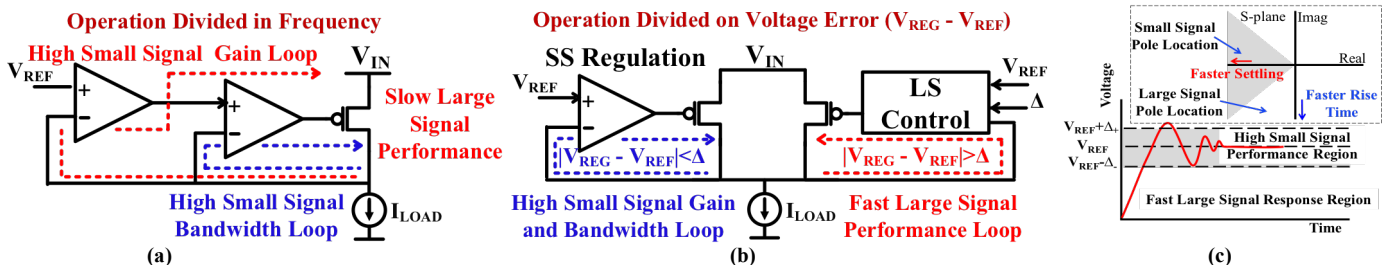 Operation Divided in Frequency
High Small Signal Gain Loop
V_REF
+
-
+
-
V_IN
Slow Large
Signal
Performance
High Small Signal
Bandwidth Loop
I_LOAD
(a)
Operation Divided on Voltage Error (V_REG - V_REF)
SS Regulation
V_IN
V_REF
+
-
LS
Control
V_REF
Δ
|V_REG - V_REF|<Δ
|V_REG - V_REF|>Δ
High Small Signal Gain
and Bandwidth Loop
I_LOAD
Fast Large Signal
Performance Loop
(b)
S-plane
Imag
Small Signal
Pole Location
Real
Faster Settling
Large Signal
Pole Location
Faster Rise
Time
Voltage
V_REF+Δ+
V_REF
V_REF-Δ-
High Small Signal
Performance Region
Fast Large Signal Response Region
Time
(c)